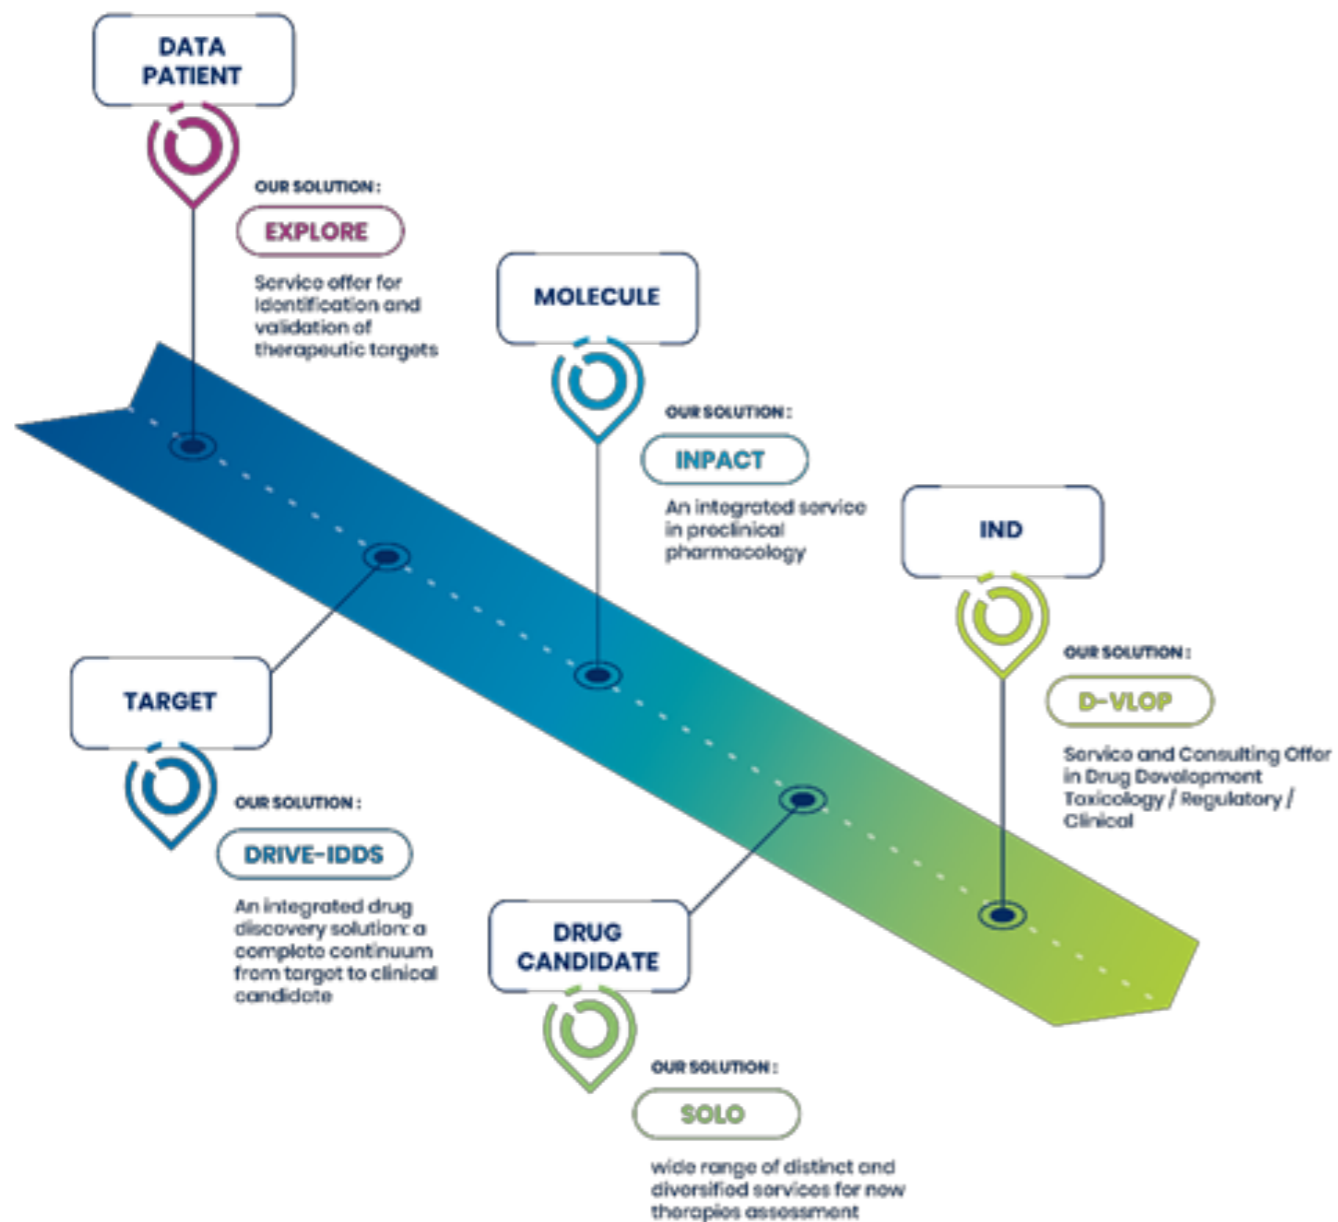 DATA
PATIENT
OUR SOLUTION :
EXPLORE
Service offer for
Identification and
validation of
therapeutic targets
MOLECULE
OUR SOLUTION :
INPACT
An integrated service
in preclinical
pharmacology
IND
OUR SOLUTION :
D-VLOP
Service and Consulting Offer
in Drug Development
Toxicology / Regulatory /
Clinical
TARGET
OUR SOLUTION :
DRIVE-IDDS
An integrated drug
discovery solution: a
complete continuum
from target to clinical
candidate
DRUG
CANDIDATE
OUR SOLUTION :
SOLO
wide range of distinct and
diversified services for new
therapies assessment